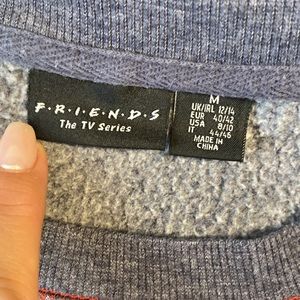 F·R·I·E·N·D·S
The TV Series
M
UK/IRL 12/14
EUR 40/42
USA 8/10
IT 44/46
MADE IN
CHINA